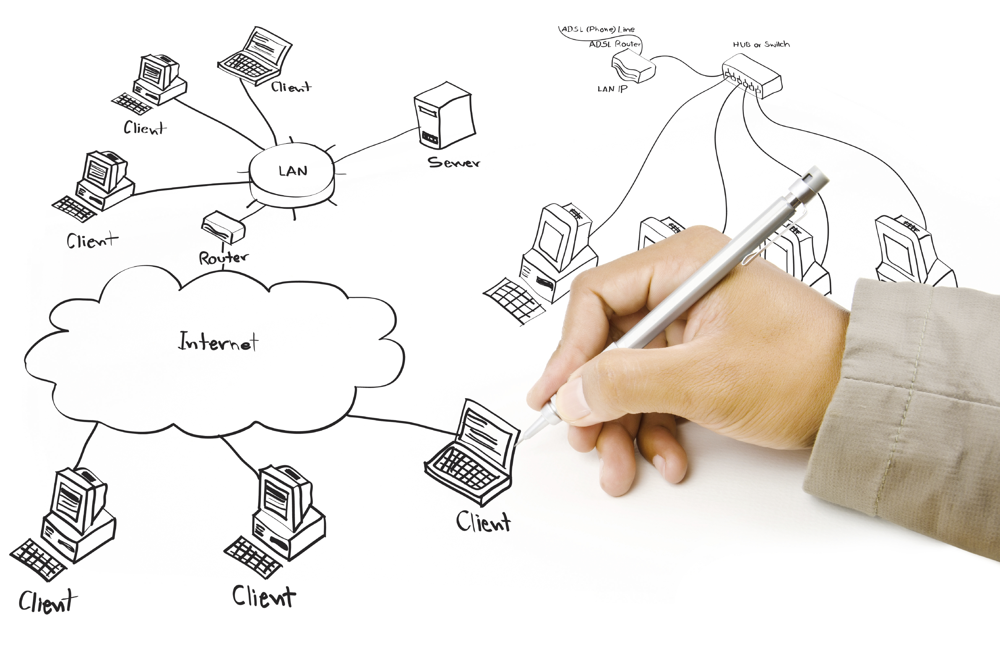 ADSL (Phone) Line
ADSL Router
HUB or Switch
LAN IP
Client
Client
Server
LAN
Client
Router
Internet
Client
Client
Client